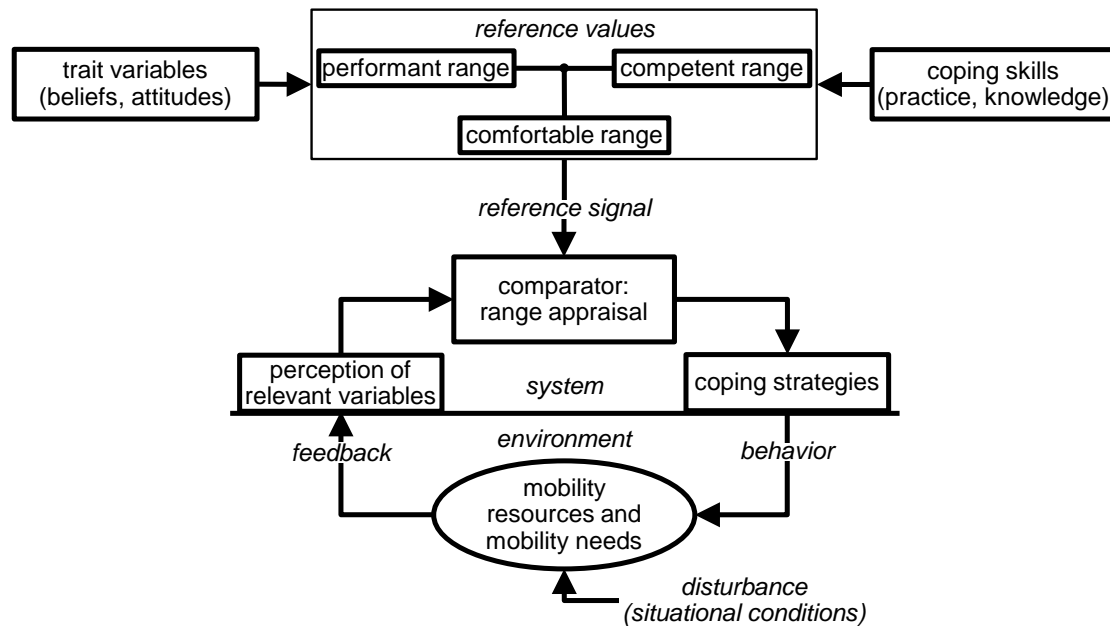 reference values
trait variables
(beliefs, attitudes)
performant range
competent range
coping skills
(practice, knowledge)
comfortable range
reference signal
comparator:
range appraisal
perception of
relevant variables
system
coping strategies
environment
feedback
behavior
mobility
resources and
mobility needs
disturbance
(situational conditions)